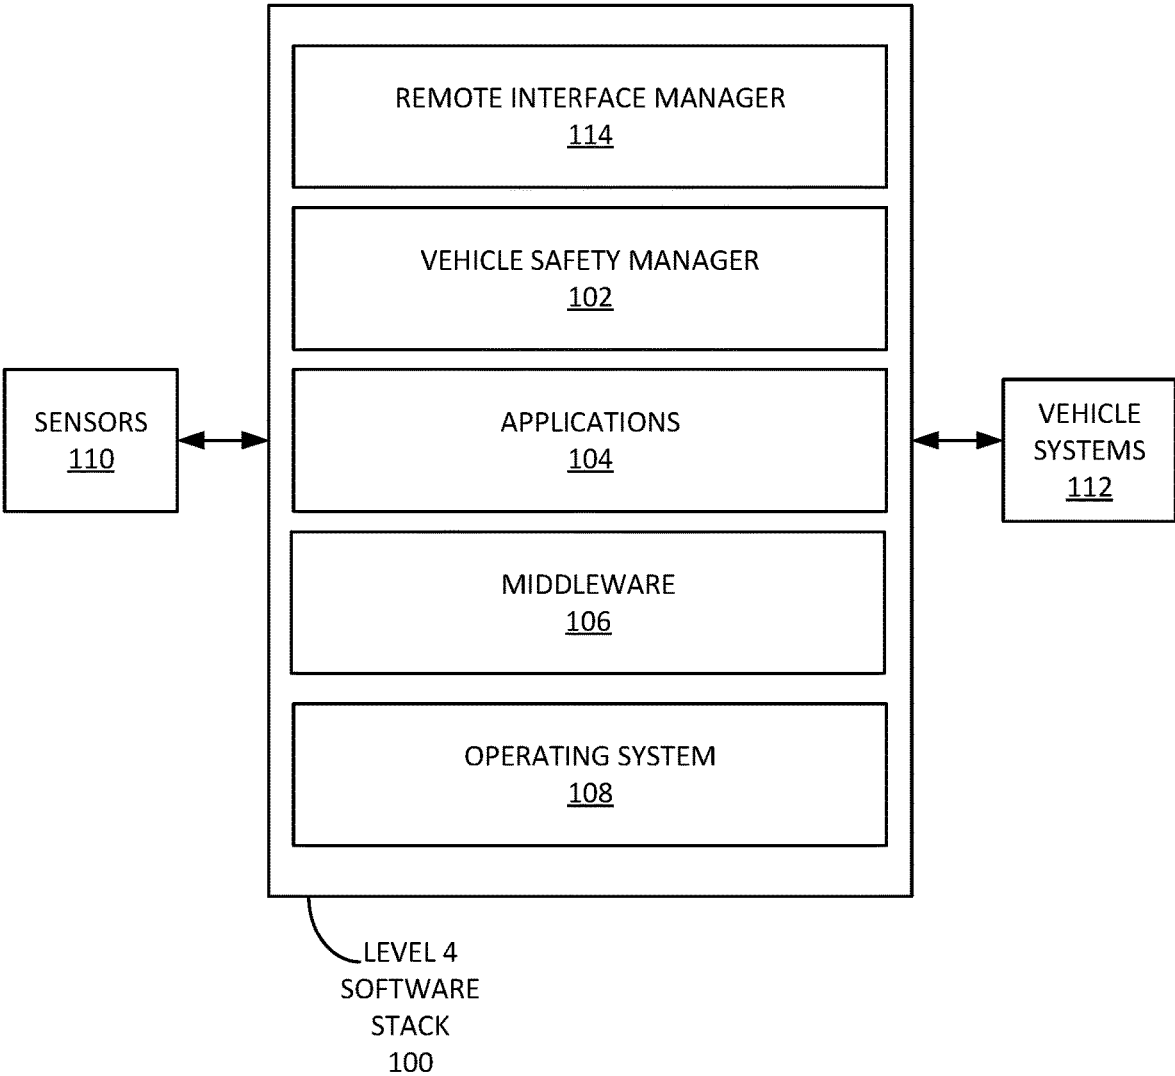 REMOTE INTERFACE MANAGER
114
VEHICLE SAFETY MANAGER
102
SENSORS
110
APPLICATIONS
104
VEHICLE
SYSTEMS
112
MIDDLEWARE
106
OPERATING SYSTEM
108
LEVEL 4
SOFTWARE
STACK
100